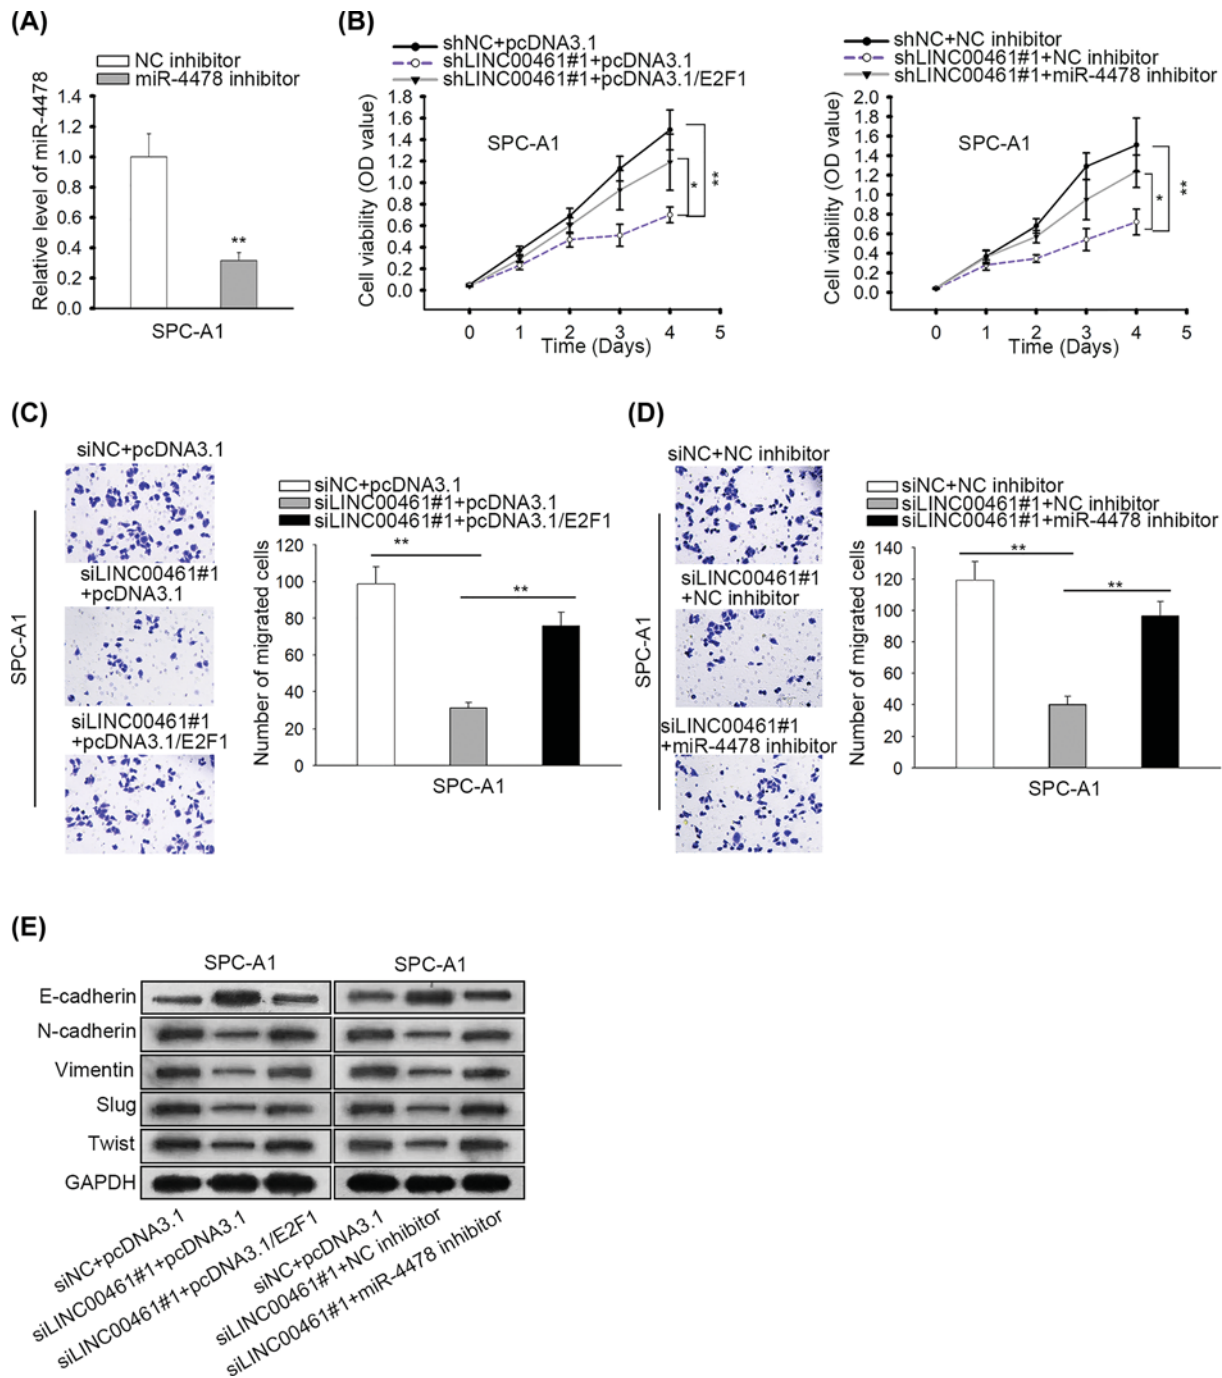 (A)
NC inhibitor
miR-4478 inhibitor
Relative level of miR-4478
1.4
1.2
1.0
0.8
0.6
0.4
0.2
0.0
**
SPC-A1
(B)
shNC+pcDNA3.1
shLINC00461#1+pcDNA3.1
shLINC00461#1+pcDNA3.1/E2F1
Cell viability (OD value)
1.8
1.6
1.4
1.2
1.0
0.8
0.6
0.4
0.2
0.0
SPC-A1
*
**
0 1 2 3 4 5
Time (Days)
shNC+NC inhibitor
shLINC00461#1+NC inhibitor
shLINC00461#1+miR-4478 inhibitor
Cell viability (OD value)
2.0
1.8
1.6
1.4
1.2
1.0
0.8
0.6
0.4
0.2
0.0
SPC-A1
*
**
0 1 2 3 4 5
Time (Days)
(C)
SPC-A1
siNC+pcDNA3.1
siLINC00461#1
+pcDNA3.1
siLINC00461#1
+pcDNA3.1/E2F1
siNC+pcDNA3.1
siLINC00461#1+pcDNA3.1
siLINC00461#1+pcDNA3.1/E2F1
Number of migrated cells
120
100
80
60
40
20
0
**
**
SPC-A1
(D)
SPC-A1
siNC+NC inhibitor
siLINC00461#1
+NC inhibitor
siLINC00461#1
+miR-4478 inhibitor
siNC+NC inhibitor
siLINC00461#1+NC inhibitor
siLINC00461#1+miR-4478 inhibitor
Number of migrated cells
140
120
100
80
60
40
20
0
**
**
SPC-A1
(E)
SPC-A1
SPC-A1
E-cadherin
N-cadherin
Vimentin
Slug
Twist
GAPDH
siNC+pcDNA3.1
siLINC00461#1+pcDNA3.1
siLINC00461#1+pcDNA3.1/E2F1
siNC+pcDNA3.1
siLINC00461#1+NC inhibitor
siLINC00461#1+miR-4478 inhibitor